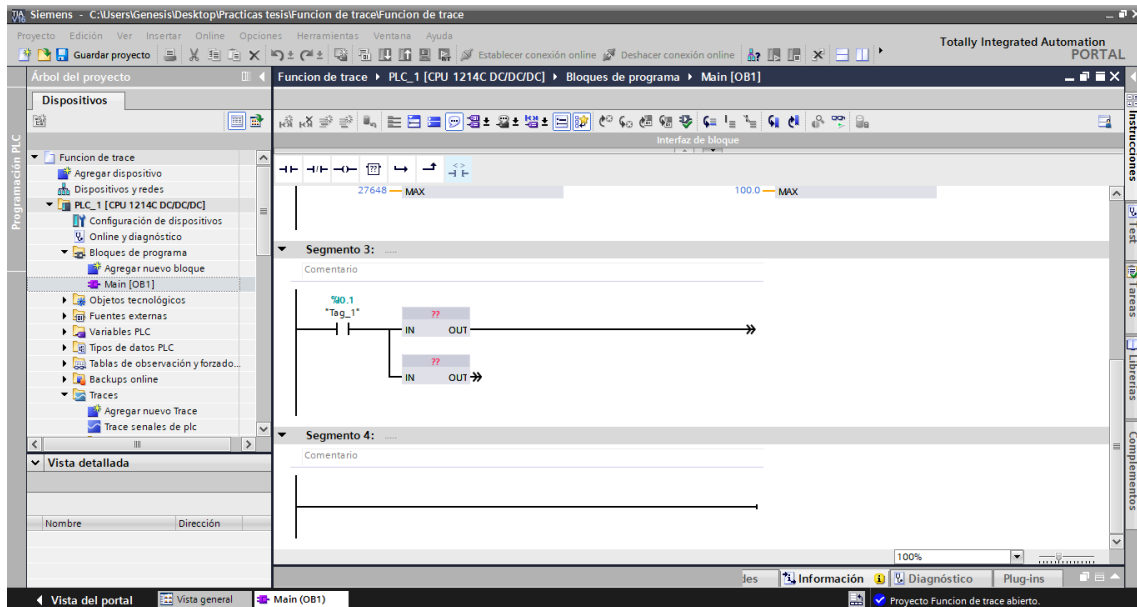 Siemens - C:\Users\Genesis\Desktop\Practicas tesis\Funcion de trace\Funcion de trace
Proyecto Edición Ver Insertar Online Opciones Herramientas Ventana Ayuda
Guardar proyecto
Establecer conexión online
Deshacer conexión online
Totally Integrated Automation
PORTAL
Árbol del proyecto
Funcion de trace PLC_1 [CPU 1214C DC/DC/DC] Bloques de programa Main [OB1]
Dispositivos
Programación PLC
Interfaz de bloque
Funcion de trace
Agregar dispositivo
Dispositivos y redes
PLC_1 [CPU 1214C DC/DC/DC]
Configuración de dispositivos
Online y diagnóstico
Bloques de programa
Agregar nuevo bloque
Main [OB1]
Objetos tecnológicos
Fuentes externas
Variables PLC
Tipos de datos PLC
Tablas de observación y forzado...
Backups online
Traces
Agregar nuevo Trace
Trace senales de plc
Vista detallada
Nombre Dirección
27648 MAX 100.0 MAX
Segmento 3: .....
Comentario
"Tag_1"
??
IN OUT
??
IN OUT
Segmento 4: .....
Comentario
100%
des
Información Diagnóstico Plug-ins
Instrucciones
Test
Tareas
Librerías
Complementos
Vista del portal Vista general Main (OB1)
Proyecto Funcion de trace abierto.